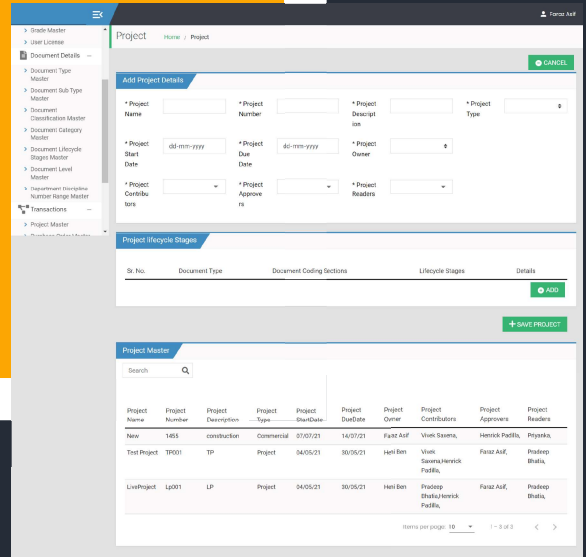 Faraz Asif
Grade Master
User License
Document Details
Document Type
Master
Document Sub Type
Master
Document
Classification Master
Document Category
Master
Document Lifecycle
Stages Master
Document Level
Master
Department Discipline
Number Range Master
Transactions
Project Master
Project
Home / Project
CANCEL
Add Project Details
* Project
Name
* Project
Number
* Project
Descript
ion
* Project
Type
* Project
Start
Date
dd-mm-yyyy
* Project
Due
Date
dd-mm-yyyy
* Project
Owner
* Project
Contribu
tors
* Project
Approve
rs
* Project
Readers
Project lifecycle Stages
Sr. No. Document Type Document Coding Sections Lifecycle Stages Details
ADD
SAVE PROJECT
Project Master
Search
Project Project Project Project Project Project Project Project Project Project
Name Number Description Type StartDate DueDate Owner Contributors Approvers Readers
New 1455 construction Commercial 07/07/21 14/07/21 Faraz Asif Vivek Saxena, Henrick Padilla, Priyanka,
Test Project TP001 TP Project 04/05/21 30/05/21 Heri Ben Vivek Faraz Asif, Pradeep
Saxena,Henrick Bhatia,
Padilla,
LiveProject Lp001 LP Project 04/05/21 30/05/21 Heri Ben Pradeep Faraz Asif, Pradeep
Bhatia,Henrick Bhatia,
Padilla,
Items per page: 10 1 – 3 of 3